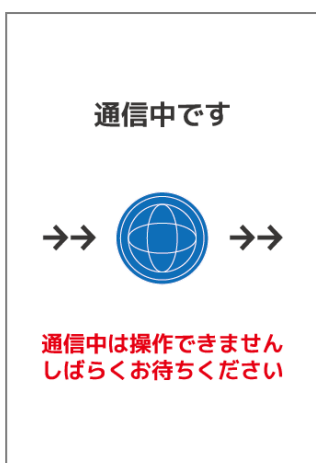 通信中です
→→ →→
通信中は操作できません
しばらくお待ちください